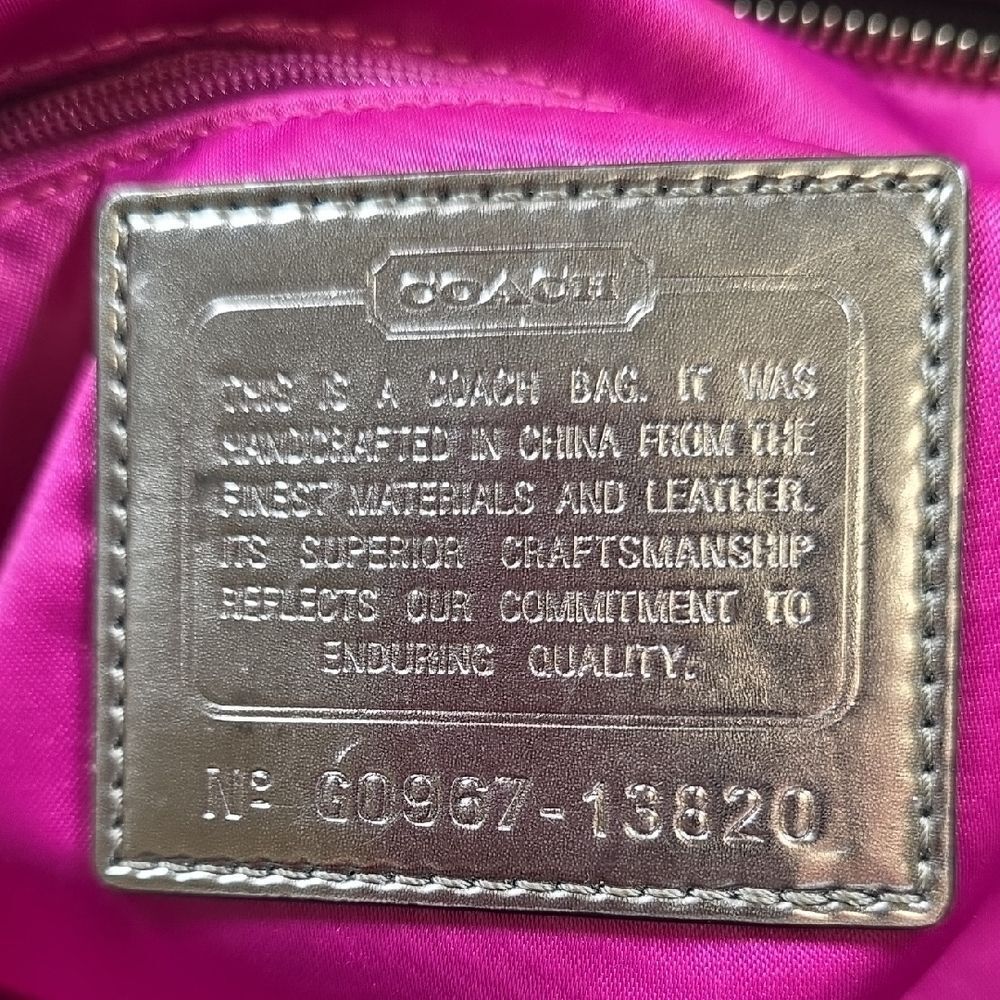 COACH
THIS IS A COACH BAG. IT WAS
HANDCRAFTED IN CHINA FROM THE
FINEST MATERIALS AND LEATHER.
ITS SUPERIOR CRAFTSMANSHIP
REFLECTS OUR COMMITMENT TO
ENDURING QUALITY.
Nº G0967-13820